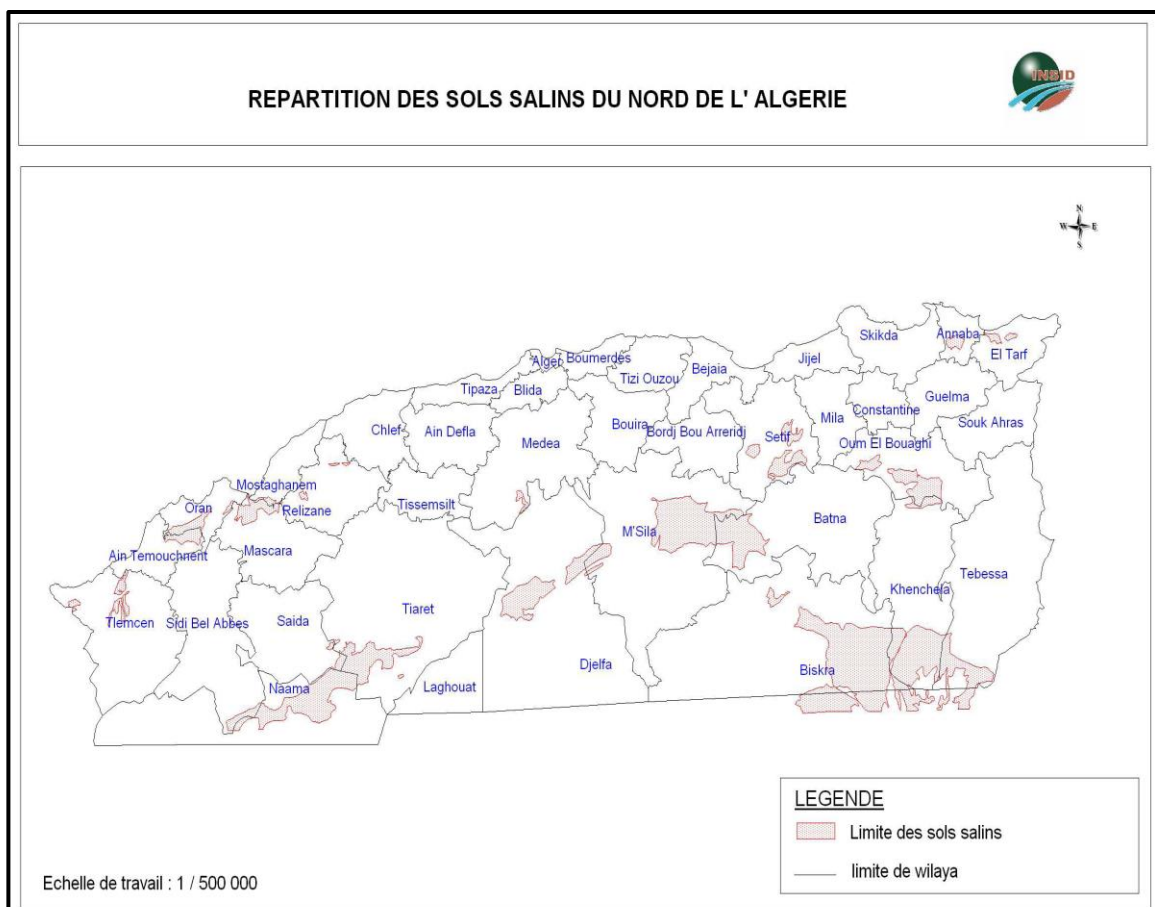 INSID
REPARTITION DES SOLS SALINS DU NORD DE L' ALGERIE
N
W E
S
Skikda
Annaba
El Tarf
Jijel
Alger
Boumerdes
Tizi Ouzou
Bejaia
Tipaza
Blida
Guelma
Mila
Constantine
Souk Ahras
Chlef
Ain Defla
Medea
Bouira
Bordj Bou Arreridj
Setif
Oum El Bouaghi
Mostaghanem
Oran
Relizane
Tissemsilt
M'Sila
Batna
Ain Temouchnent
Mascara
Khenchela
Tebessa
Tlemcen
Sidi Bel Abbes
Saida
Tiaret
Naama
Laghouat
Djelfa
Biskra
LEGENDE
Limite des sols salins
limite de wilaya
Echelle de travail : 1 / 500 000